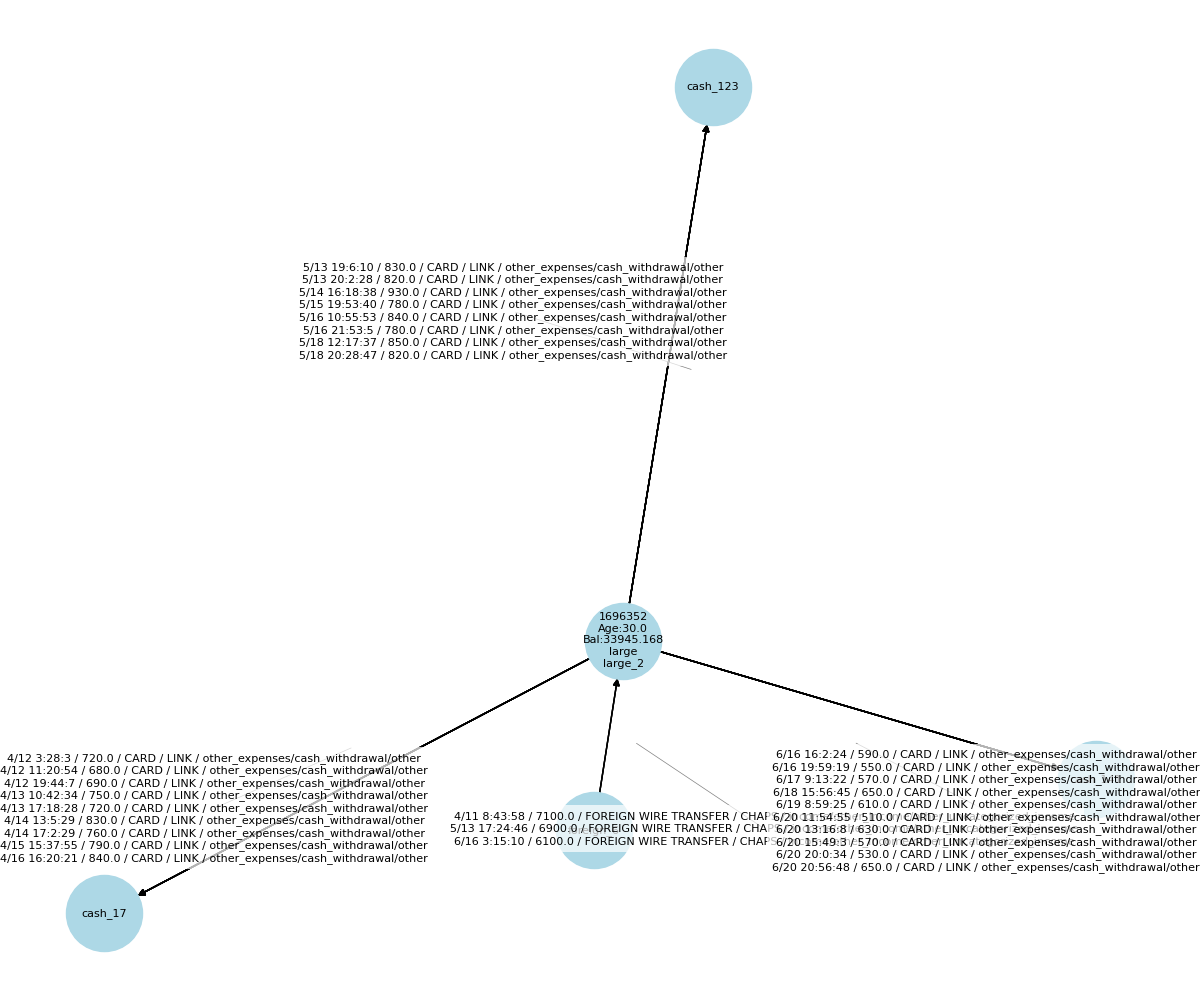 cash_123
5/13 19:6:10 / 830.0 / CARD / LINK / other_expenses/cash_withdrawal/other
5/13 20:2:28 / 820.0 / CARD / LINK / other_expenses/cash_withdrawal/other
5/14 16:18:38 / 930.0 / CARD / LINK / other_expenses/cash_withdrawal/other
5/15 19:53:40 / 780.0 / CARD / LINK / other_expenses/cash_withdrawal/other
5/16 10:55:53 / 840.0 / CARD / LINK / other_expenses/cash_withdrawal/other
5/16 21:53:5 / 780.0 / CARD / LINK / other_expenses/cash_withdrawal/other
5/18 12:17:37 / 850.0 / CARD / LINK / other_expenses/cash_withdrawal/other
5/18 20:28:47 / 820.0 / CARD / LINK / other_expenses/cash_withdrawal/other
1696352
Age:30.0
Bal:33945.168
large
large_2
4/12 3:28:3 / 720.0 / CARD / LINK / other_expenses/cash_withdrawal/other
4/12 11:20:54 / 680.0 / CARD / LINK / other_expenses/cash_withdrawal/other
4/12 19:44:7 / 690.0 / CARD / LINK / other_expenses/cash_withdrawal/other
4/13 10:42:34 / 750.0 / CARD / LINK / other_expenses/cash_withdrawal/other
4/13 17:18:28 / 720.0 / CARD / LINK / other_expenses/cash_withdrawal/other
4/14 13:5:29 / 830.0 / CARD / LINK / other_expenses/cash_withdrawal/other
4/14 17:2:29 / 760.0 / CARD / LINK / other_expenses/cash_withdrawal/other
4/15 15:37:55 / 790.0 / CARD / LINK / other_expenses/cash_withdrawal/other
4/16 16:20:21 / 840.0 / CARD / LINK / other_expenses/cash_withdrawal/other
4/11 8:43:58 / 7100.0 / FOREIGN WIRE TRANSFER / CHAPS
5/13 17:24:46 / 6900.0 / FOREIGN WIRE TRANSFER / CHAPS
6/16 3:15:10 / 6100.0 / FOREIGN WIRE TRANSFER / CHAPS
6/16 16:2:24 / 590.0 / CARD / LINK / other_expenses/cash_withdrawal/other
6/16 19:59:19 / 550.0 / CARD / LINK / other_expenses/cash_withdrawal/other
6/17 9:13:22 / 570.0 / CARD / LINK / other_expenses/cash_withdrawal/other
6/18 15:56:45 / 650.0 / CARD / LINK / other_expenses/cash_withdrawal/other
6/19 8:59:25 / 610.0 / CARD / LINK / other_expenses/cash_withdrawal/other
6/20 11:54:55 / 510.0 / CARD / LINK / other_expenses/cash_withdrawal/other
6/20 13:16:8 / 630.0 / CARD / LINK / other_expenses/cash_withdrawal/other
6/20 15:49:3 / 570.0 / CARD / LINK / other_expenses/cash_withdrawal/other
6/20 20:0:34 / 530.0 / CARD / LINK / other_expenses/cash_withdrawal/other
6/20 20:56:48 / 650.0 / CARD / LINK / other_expenses/cash_withdrawal/other
cash_17